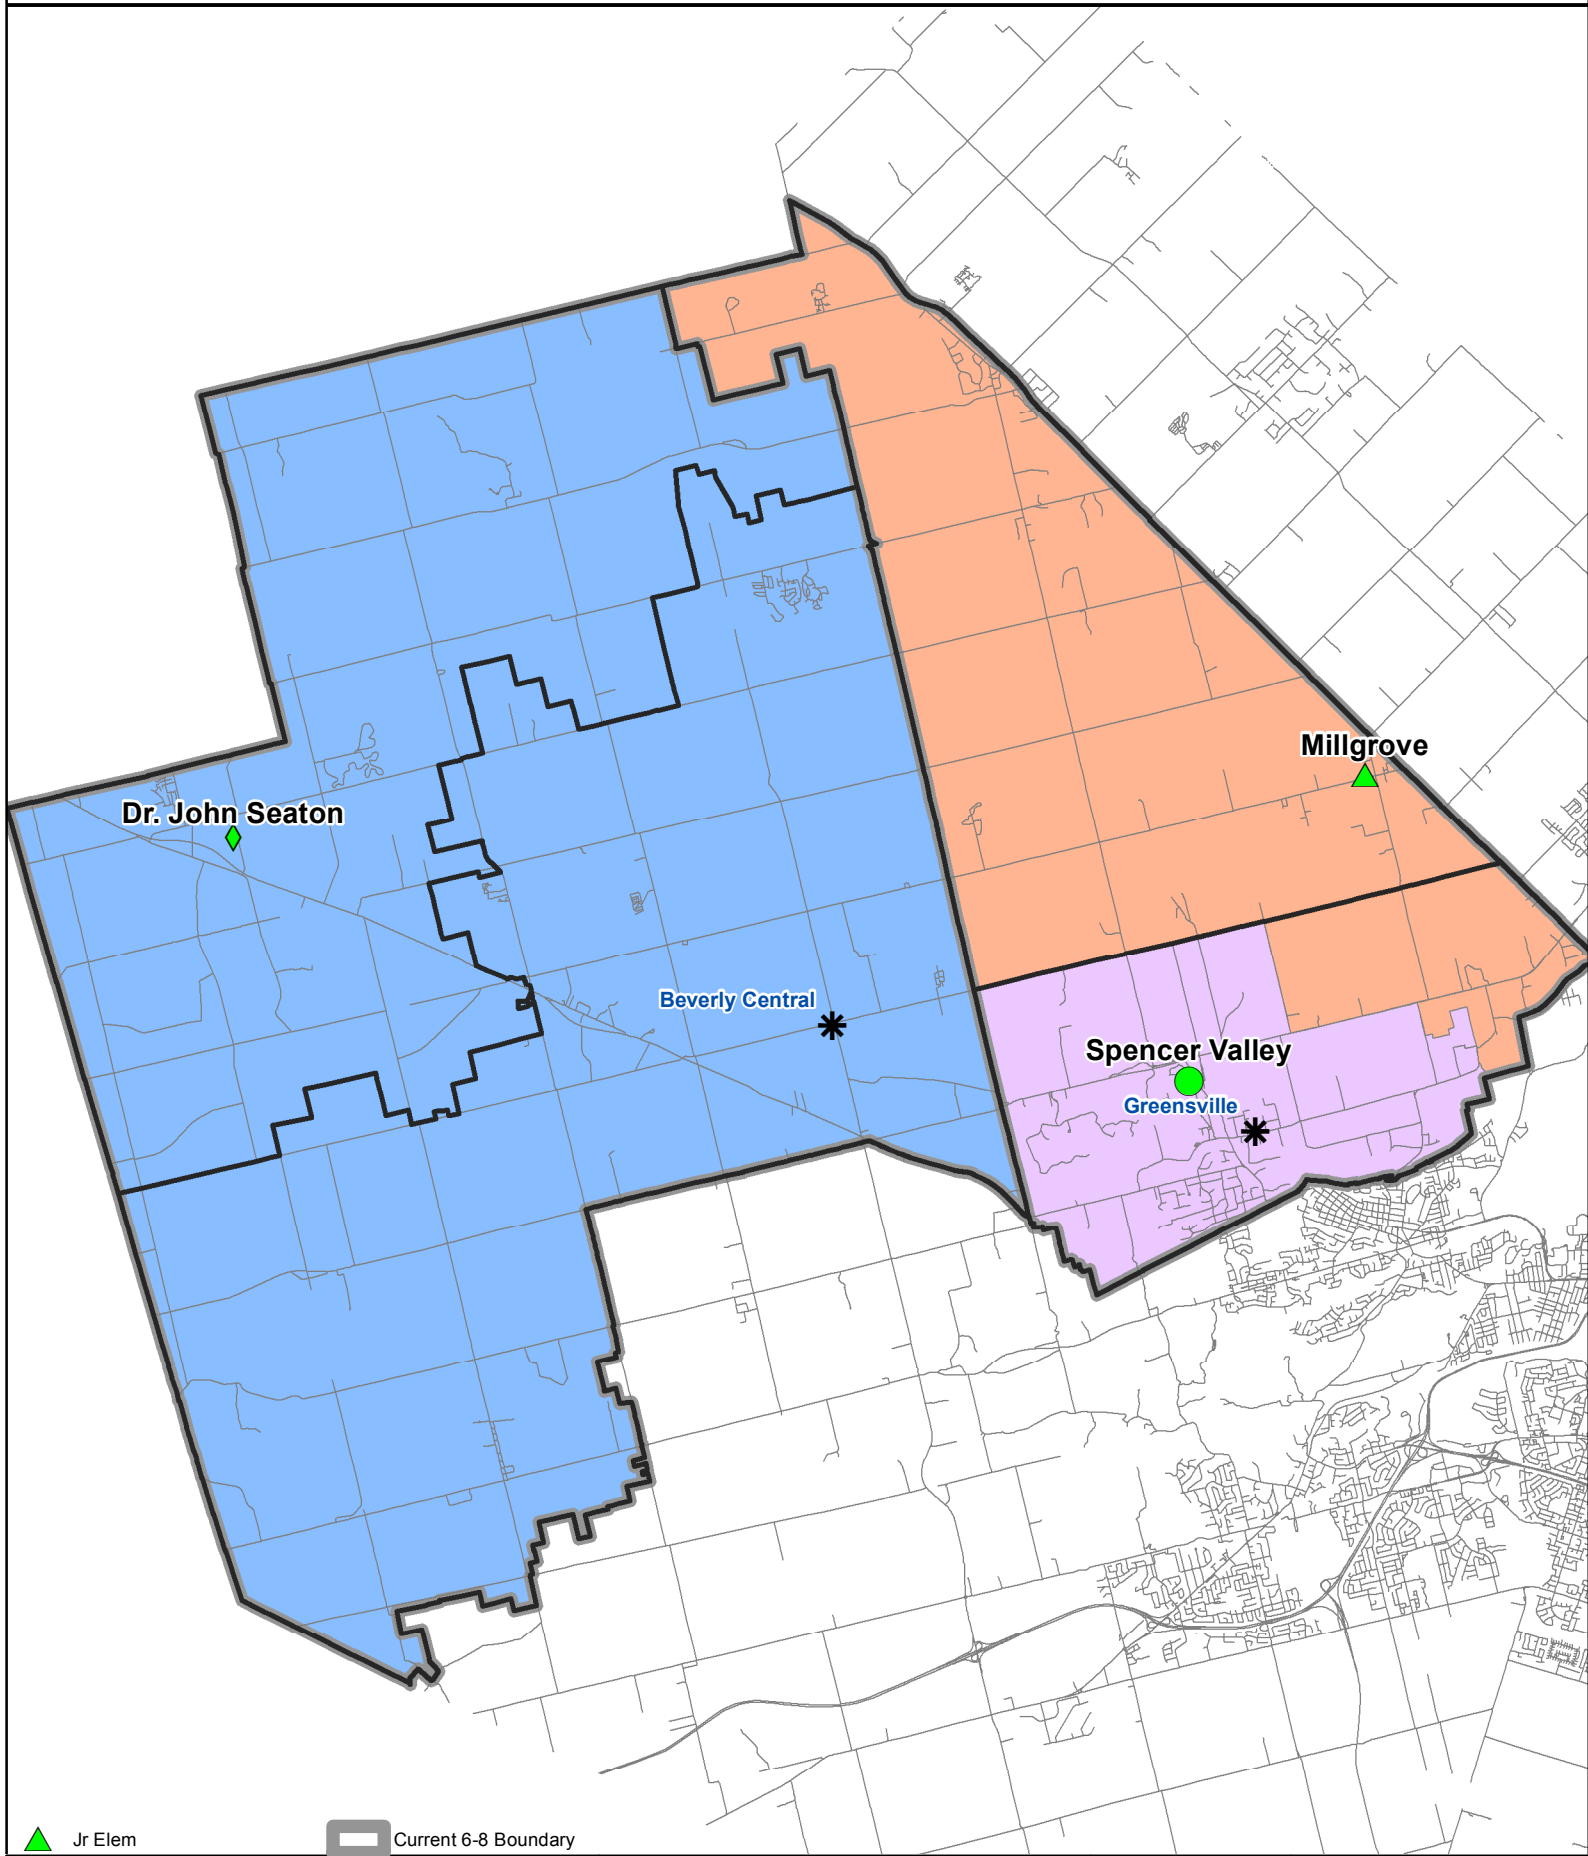 Millgrove
Dr. John Seaton
Beverly Central
Spencer Valley
Greensville
Jr Elem
Current 6-8 Boundary